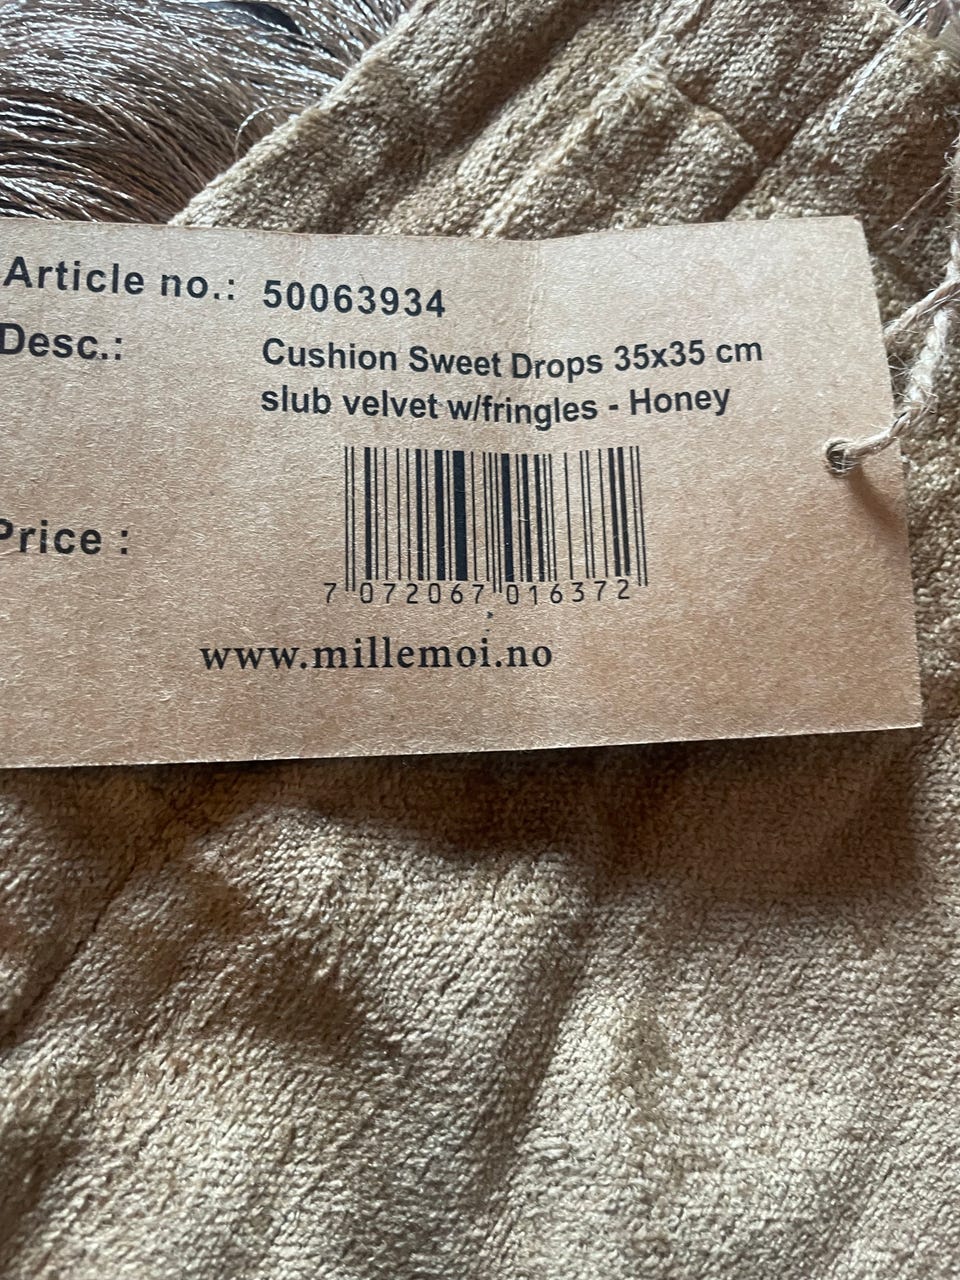 Article no.: 50063934
Desc.: Cushion Sweet Drops 35x35 cm
slub velvet w/fringles - Honey
Price :
7 072067 016372
www.millemoi.no